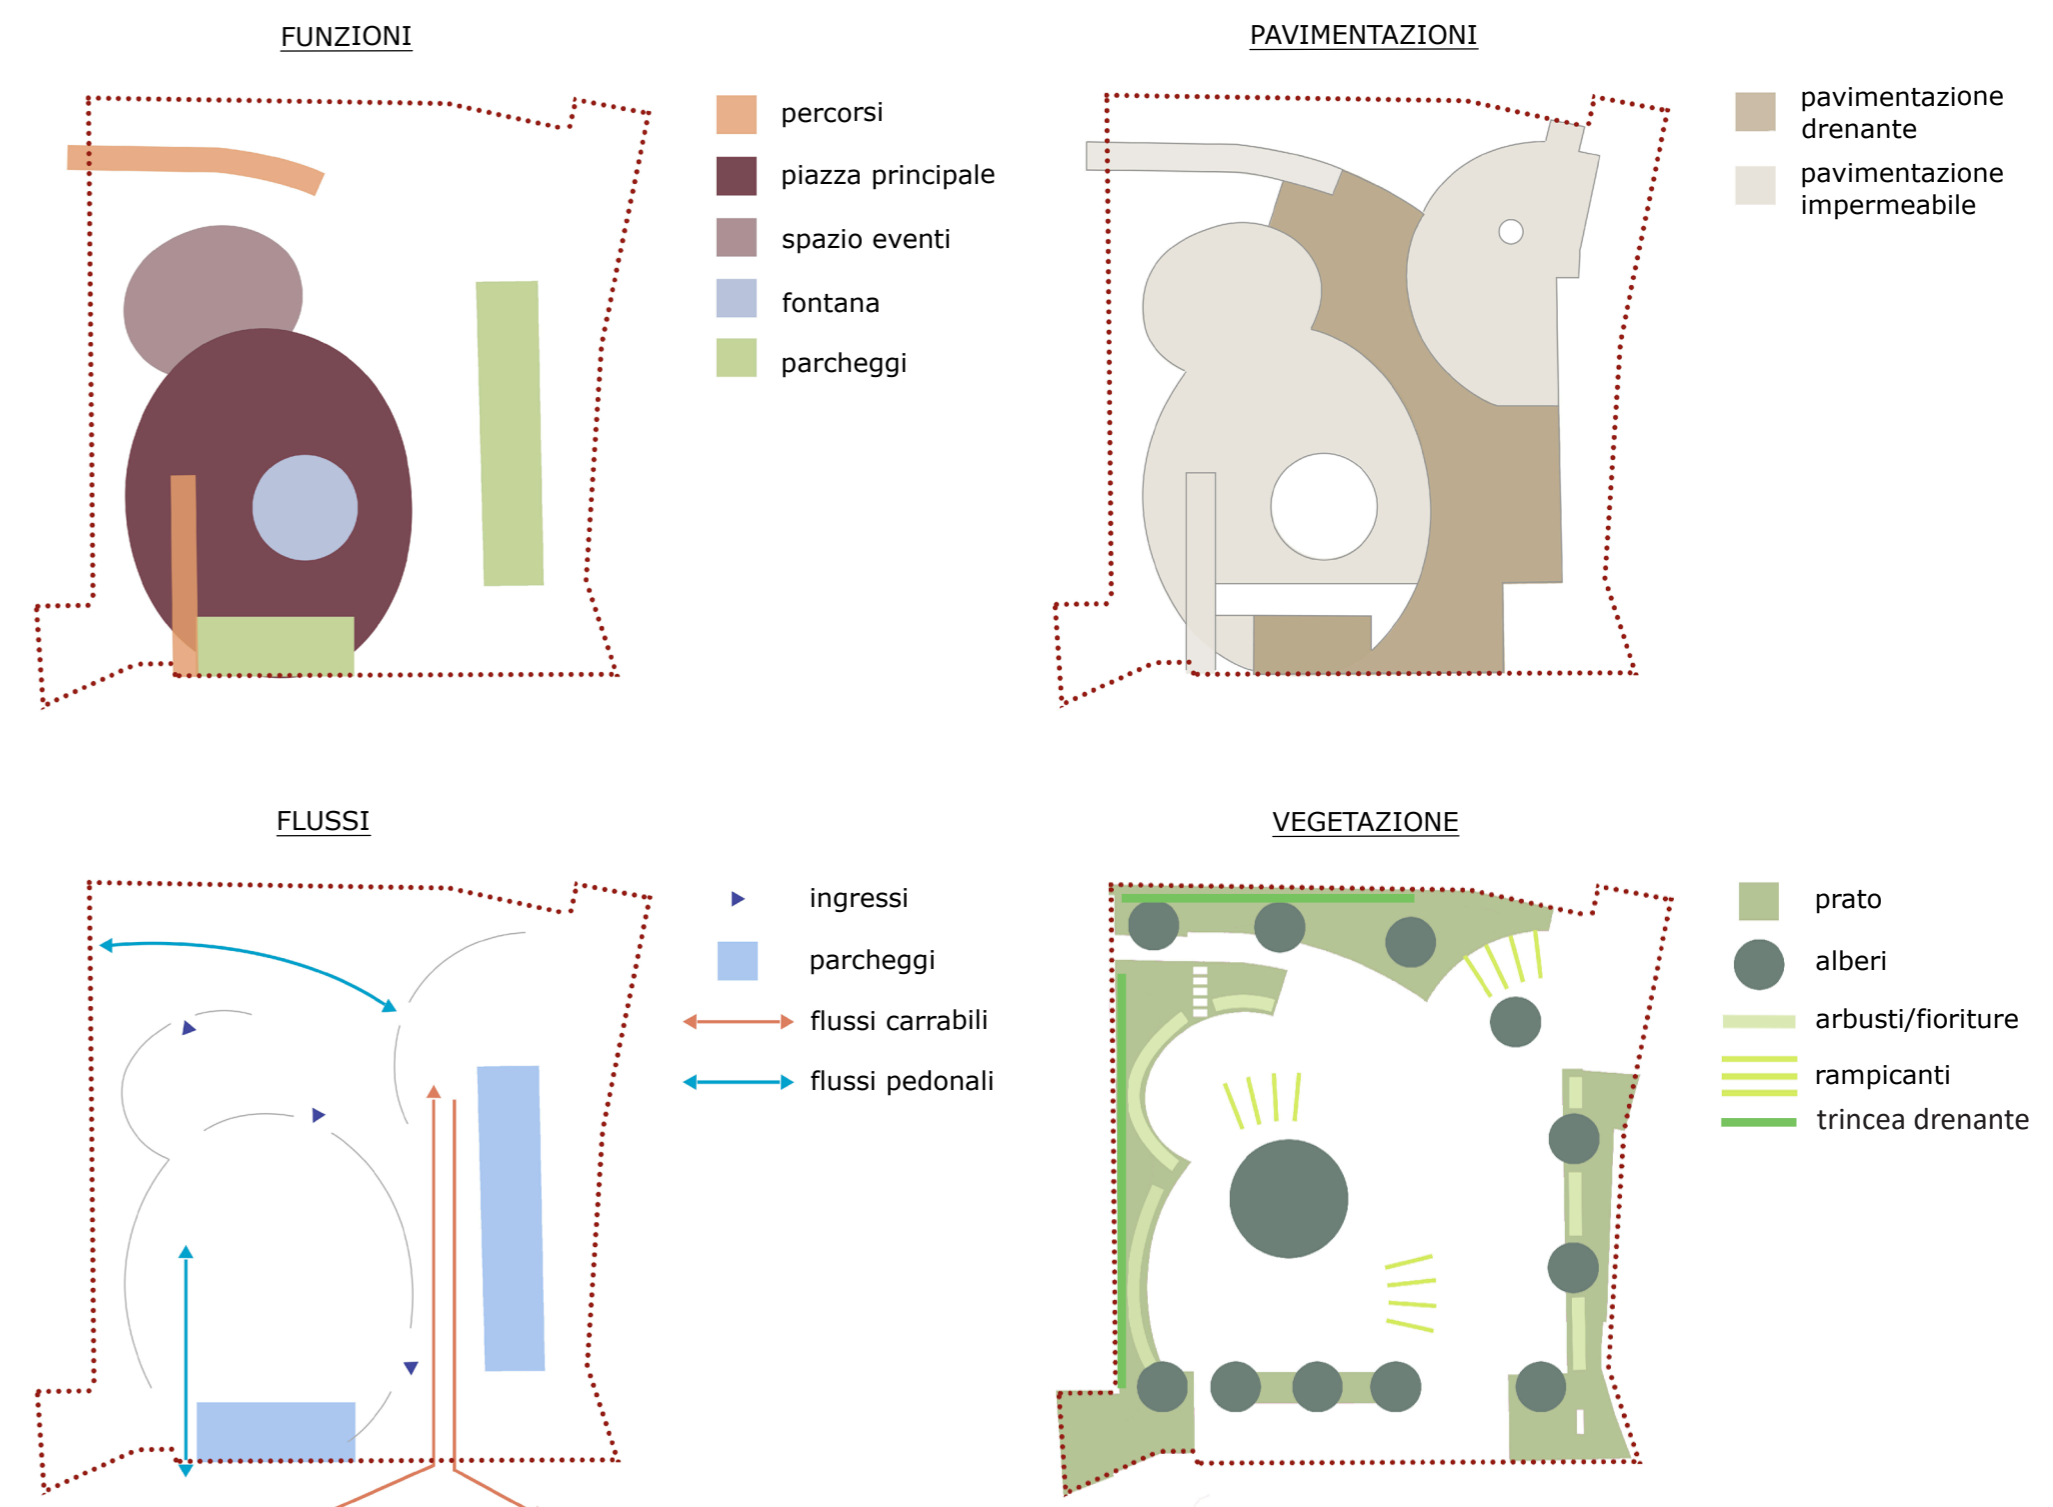 FUNZIONI
percorsi
piazza principale
spazio eventi
fontana
parcheggi
PAVIMENTAZIONI
pavimentazione
drenante
pavimentazione
impermeabile
FLUSSI
ingressi
parcheggi
flussi carrabili
flussi pedonali
VEGETAZIONE
prato
alberi
arbusti/fioriture
rampicanti
trincea drenante